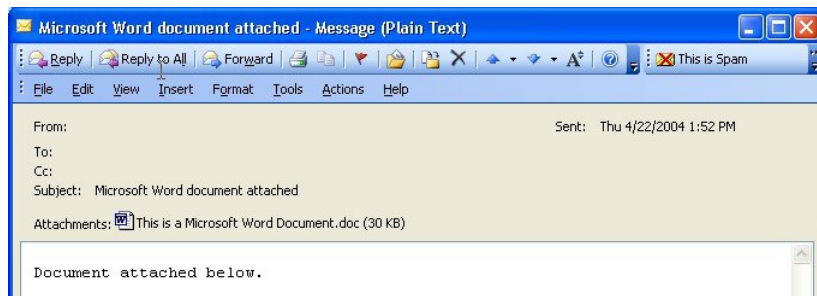 Microsoft Word document attached - Message (Plain Text)
Reply Reply to All Forward A This is Spam
File Edit View Insert Format Tools Actions Help
From: Sent: Thu 4/22/2004 1:52 PM
To:
Cc:
Subject: Microsoft Word document attached
Attachments: This is a Microsoft Word Document.doc (30 KB)
Document attached below.